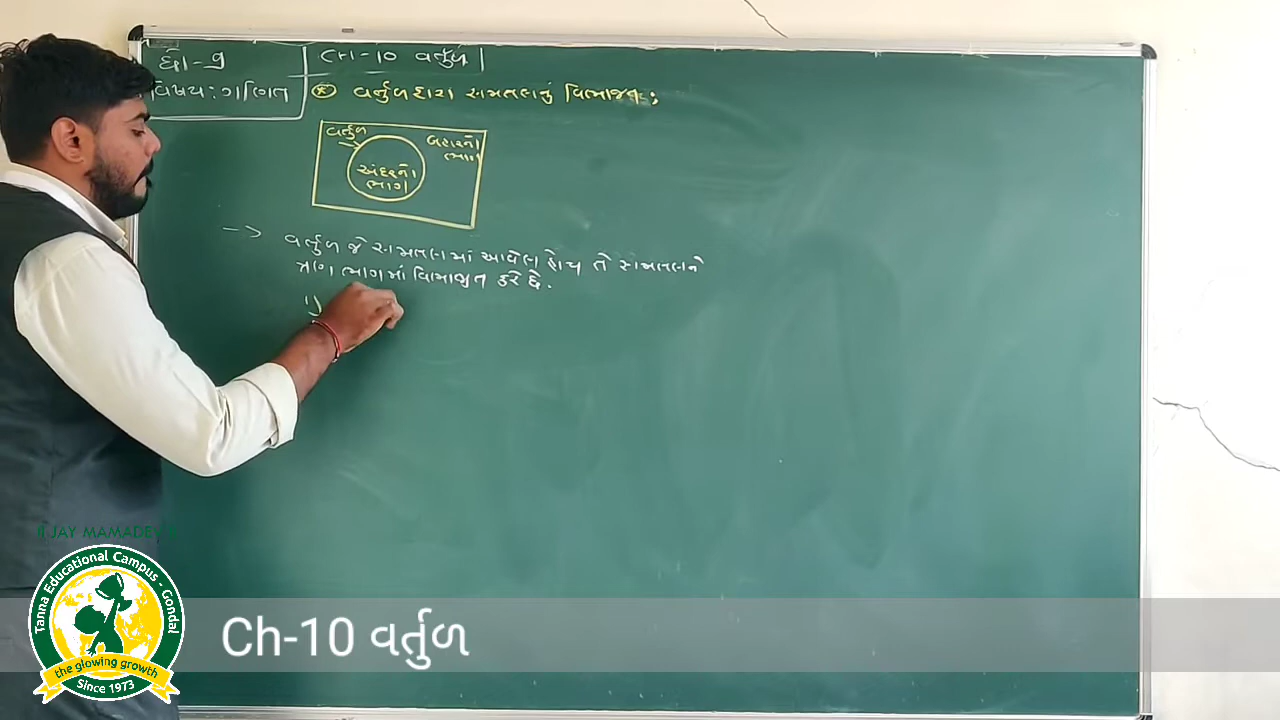 ધો-૭
Ch-10 વર્તુળ
વિષય: ગણિત
વર્તુળ દ્વારા સમતલનું વિભાજન :
વર્તુળ
બહારનો
ભાગ
અંદરનો
ભાગ
--> વર્તુળ જે સમતલમાં આવેલ હોય તે સમતલને
ત્રણ ભાગમાં વિભાજીત કરે છે.
1)
|| JAY MAMADEV ||
Tanna Educational Campus - Gondal
the glowing growth
Since 1973
Ch-10 વર્તુળ